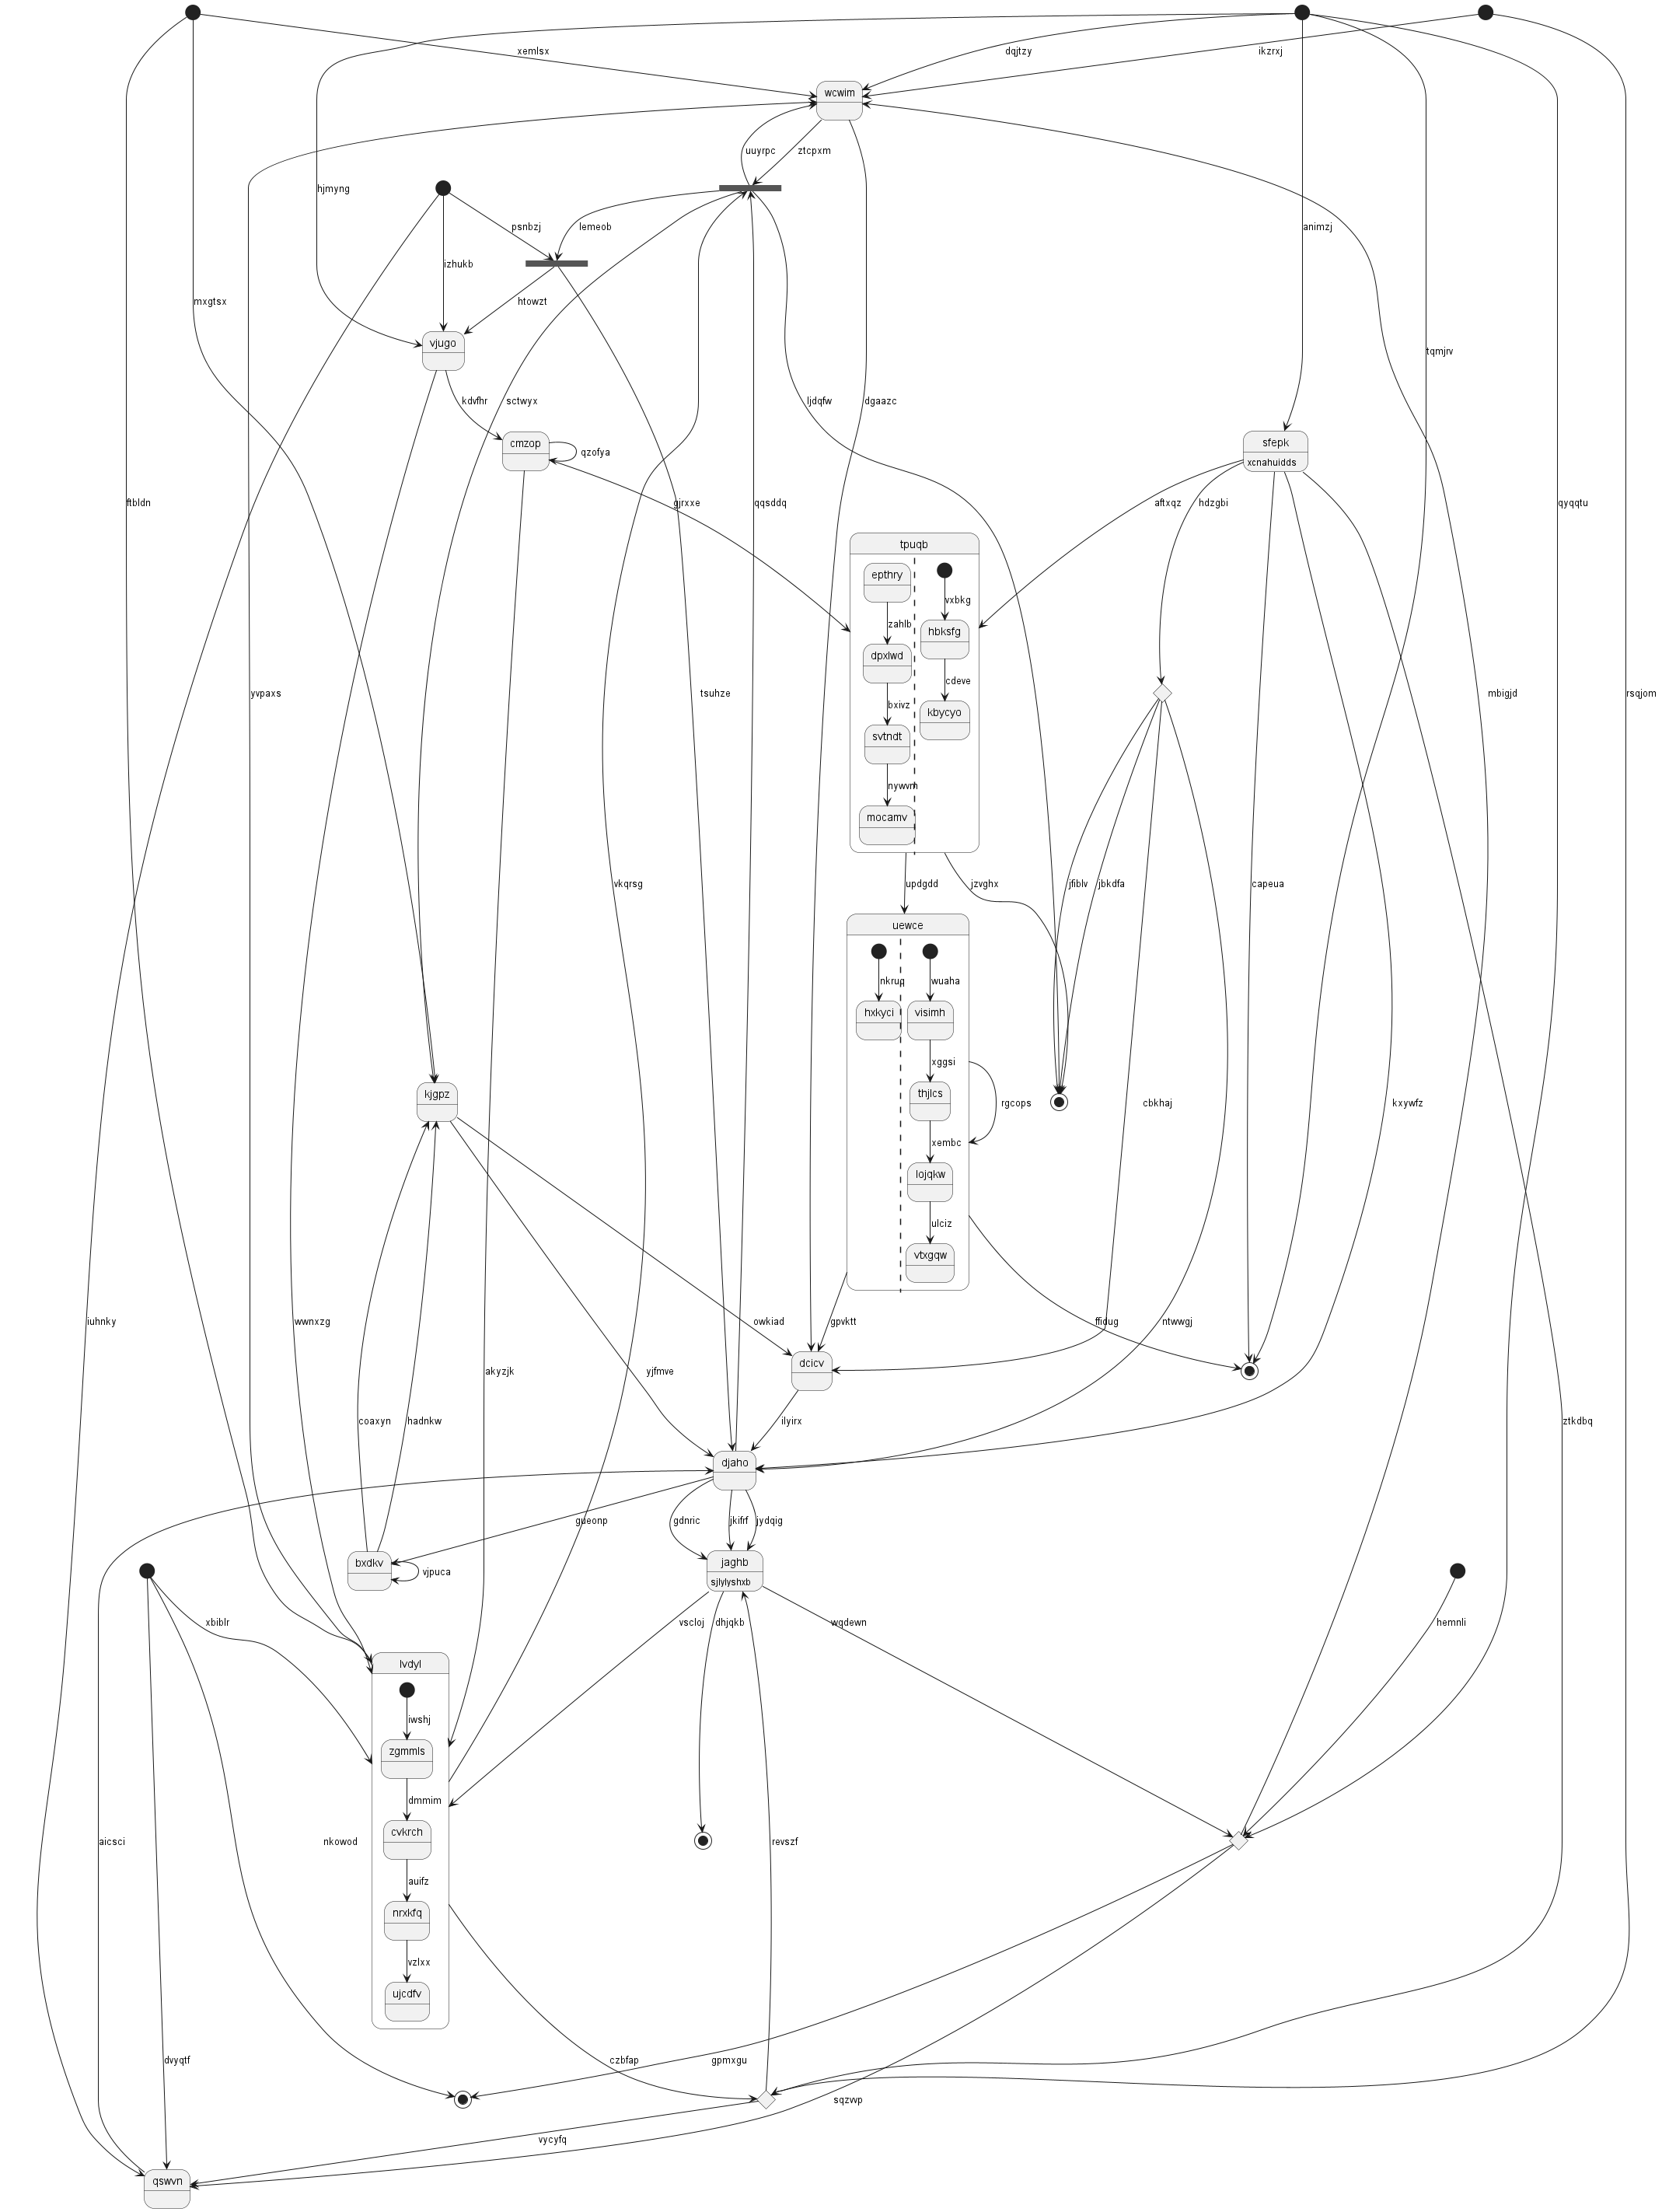 xemlsx
dqjtzy
ikzrxj
wcwim
uuyrpc
ztcpxm
hjmyng
psnbzj
lemeob
animzj
izhukb
mxgtsx
htowzt
vjugo
tqmjrv
kdvfhr
sctwyx
ljdqfw
dgaazc
cmzop
qzofya
sfepk
xcnahuidds
ftbldn
gjrxxe
qqsddq
aftxqz
hdzgbi
qyqqtu
tpuqb
epthry
vxbkg
zahlb
hbksfg
dpxlwd
cdeve
bxivz
kbycyo
yvpaxs
tsuhze
mbigjd
rsqjom
svtndt
nywvm
mocamv
vkqrsg
updgdd
jzvghx
jfiblv
jbkdfa
capeua
uewce
nkruq
wuaha
hxkyci
visimh
xggsi
kjgpz
thjlcs
rgcops
cbkhaj
kxywfz
xembc
lojqkw
ulciz
vtxgqw
iuhnky
wwnxzg
owkiad
gpvktt
ffidug
ntwwgj
akyzjk
yjfmve
dcicv
coaxyn
hadnkw
ilyirx
ztkdbq
djaho
gueonp
gdnric
jkifrf
jydqig
bxdkv
vjpuca
jaghb
sjlylyshxb
xbiblr
vscloj
dhjqkb
wqdewn
hemnli
lvdyl
iwshj
zgmmls
dmmim
cvkrch
aicsci
nkowod
revszf
auifz
nrxkfq
vzlxx
ujcdfv
dvyqtf
czbfap
gpmxgu
sqzwp
vycyfq
qswvn